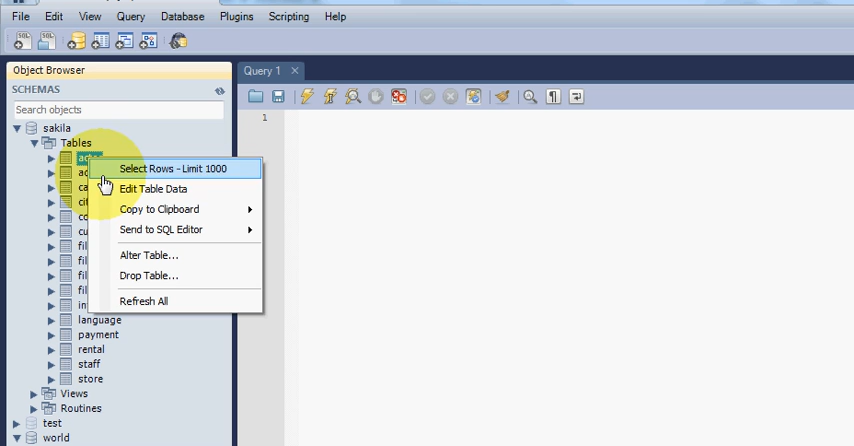 File Edit View Query Database Plugins Scripting Help
SQL SQL
Object Browser
Query 1
SCHEMAS
Search objects
1
sakila
Tables
Select Rows - Limit 1000
Edit Table Data
Copy to Clipboard
Send to SQL Editor
Alter Table...
Drop Table...
Refresh All
language
payment
rental
staff
store
Views
Routines
test
world